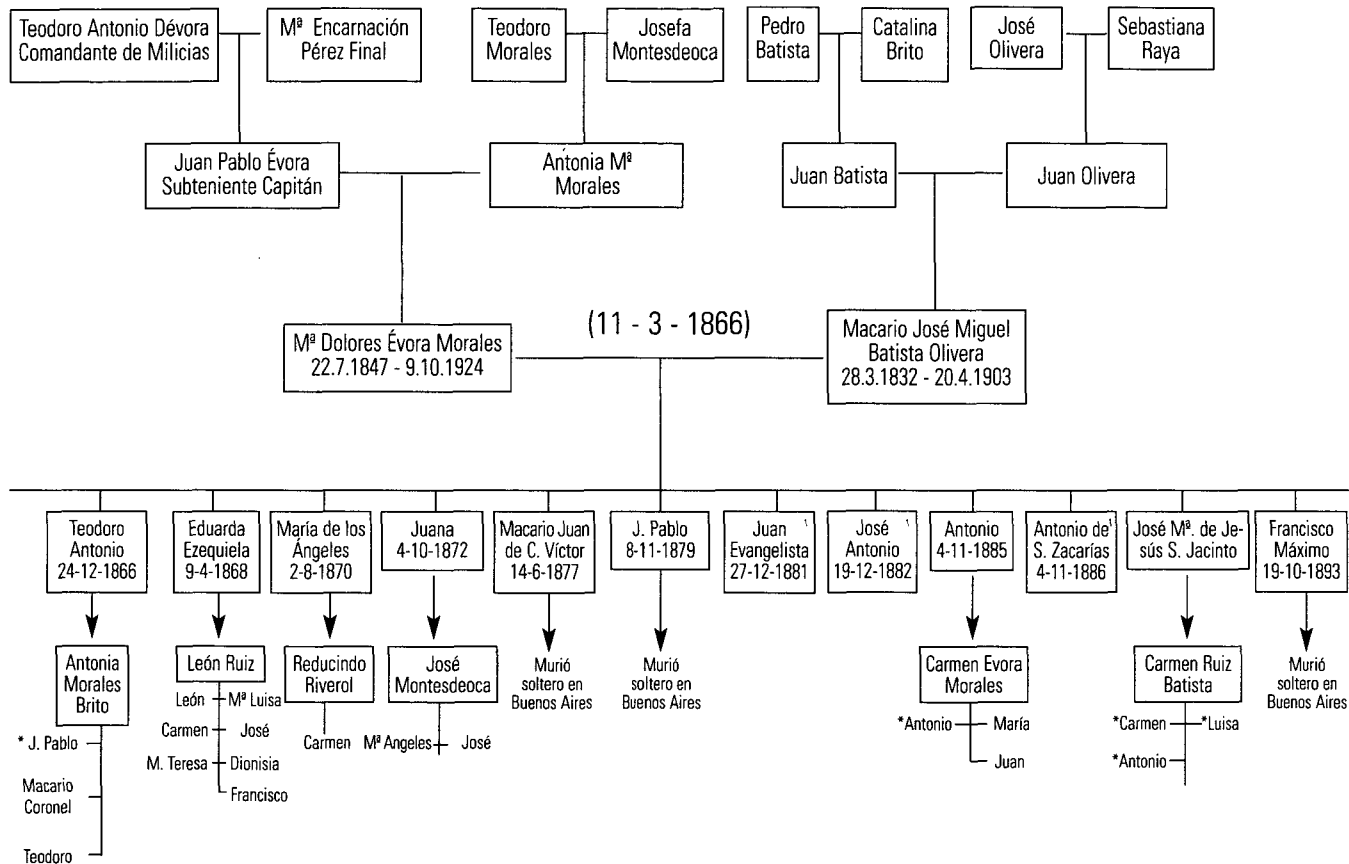 Teodoro Antonio Dévora
Comandante de Milicias
Mª Encarnación
Pérez Final
Teodoro
Morales
Josefa
Montesdeoca
Pedro
Batista
Catalina
Brito
José
Olivera
Sebastiana
Raya
Juan Pablo Évora
Subteniente Capitán
Antonia Mª
Morales
Juan Batista
Juan Olivera
Mª Dolores Évora Morales
22.7.1847 - 9.10.1924
(11 - 3 - 1866)
Macario José Miguel
Batista Olivera
28.3.1832 - 20.4.1903
Teodoro
Antonio
24-12-1866
Eduarda
Ezequiela
9-4-1868
María de los
Ángeles
2-8-1870
Juana
4-10-1872
Macario Juan
de C. Víctor
14-6-1877
J. Pablo
8-11-1879
Juan ¹
Evangelista
27-12-1881
José ¹
Antonio
19-12-1882
Antonio
4-11-1885
Antonio de¹
S. Zacarías
4-11-1886
José Mª. de Je-
sús S. Jacinto
Francisco
Máximo
19-10-1893
Antonia
Morales
Brito
* J. Pablo
Macario
Coronel
Teodoro
León Ruiz
León
Mª Luisa
Carmen
José
M. Teresa
Dionisia
Francisco
Reducindo
Riverol
Carmen
José
Montesdeoca
Mª Angeles
José
Murió
soltero en
Buenos Aires
Murió
soltero en
Buenos Aires
Carmen Evora
Morales
*Antonio
María
Juan
Carmen Ruiz
Batista
*Carmen
*Luisa
*Antonio
Murió
soltero en
Buenos Aires